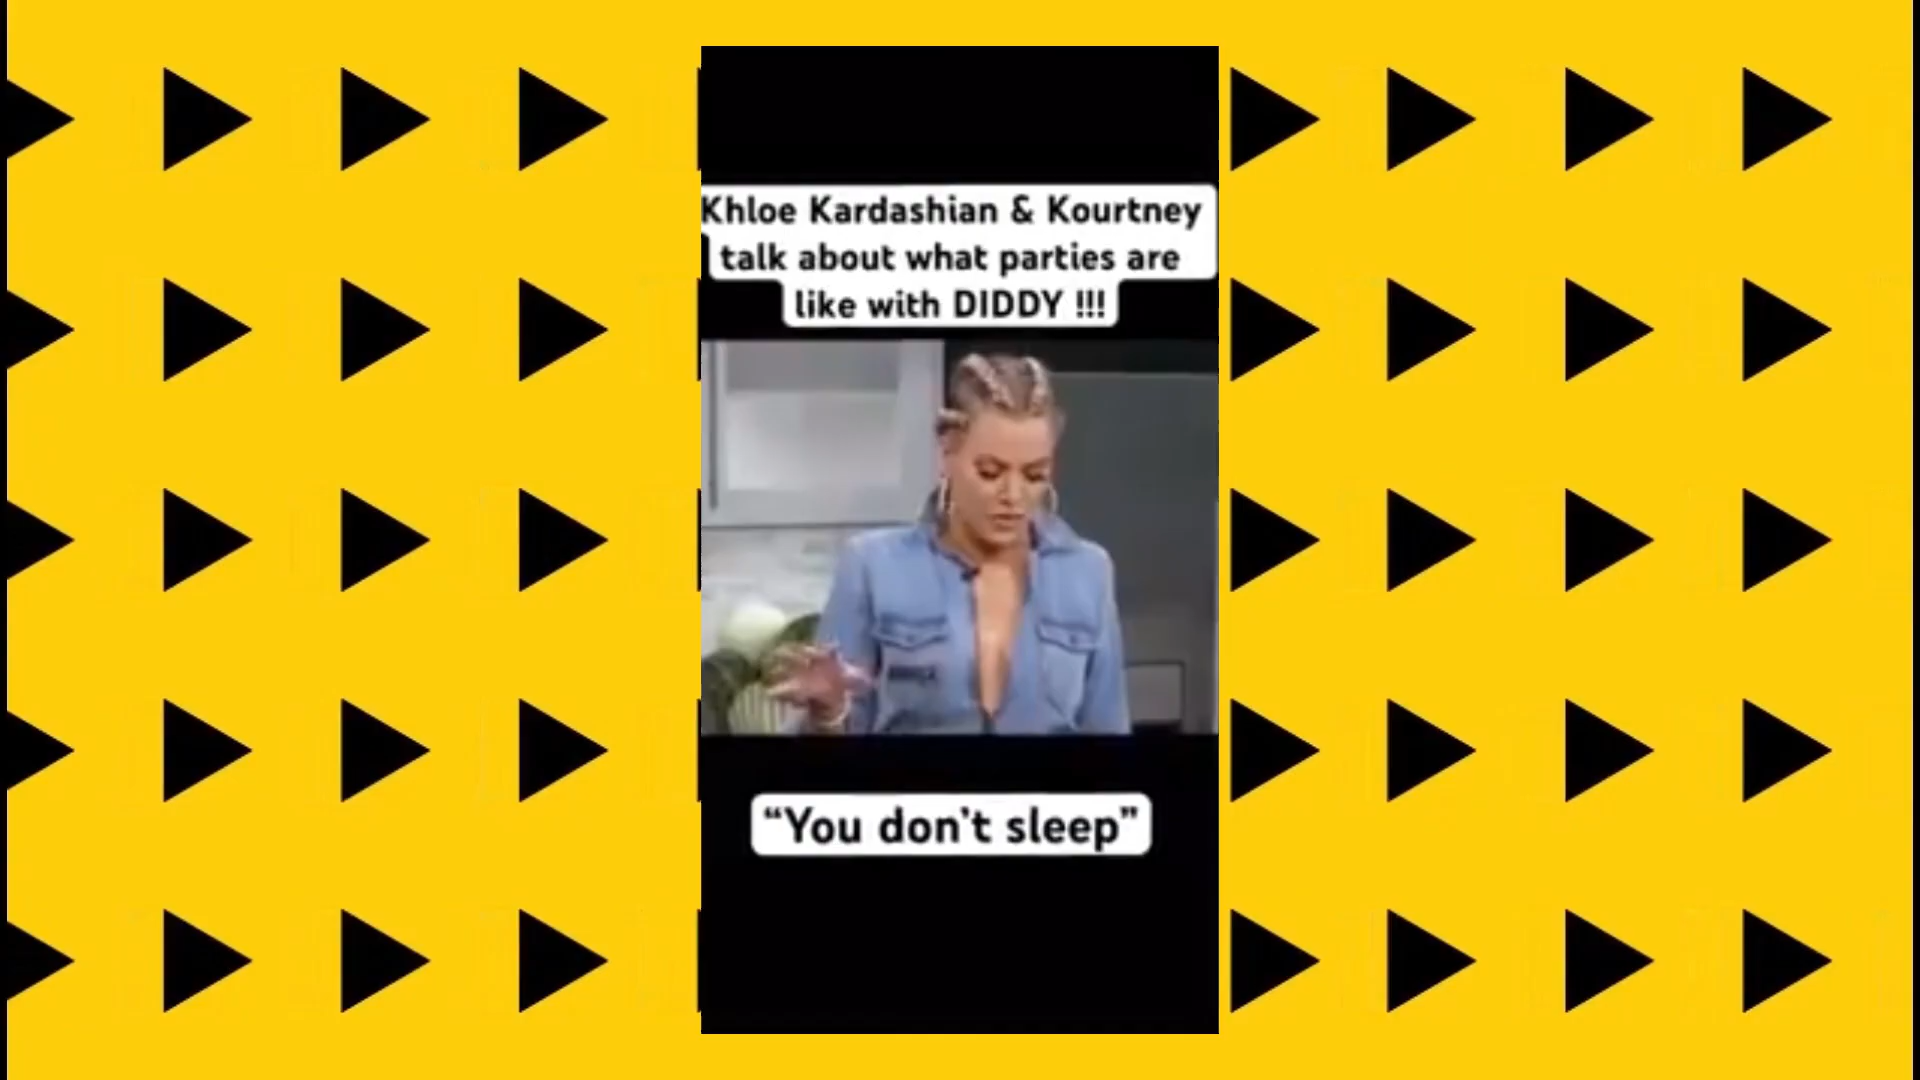 Khloe Kardashian & Kourtney
talk about what parties are
like with DIDDY !!!
“You don’t sleep”